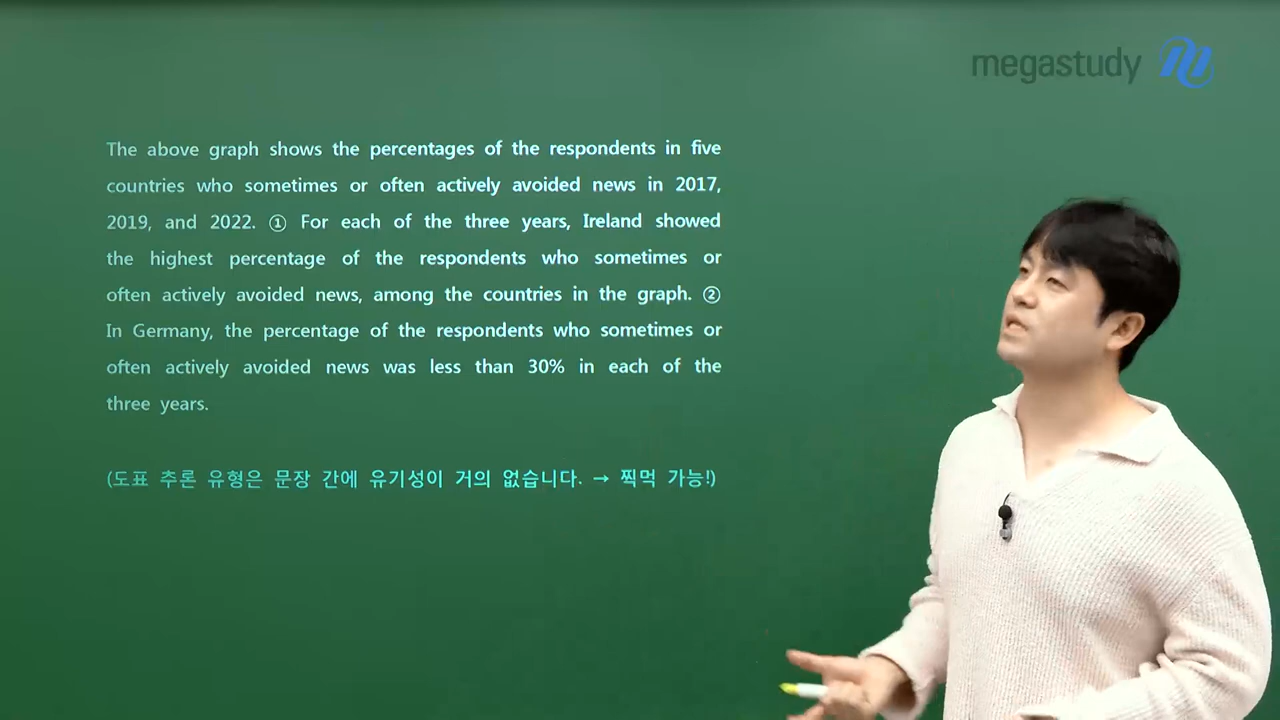 megastudy
The above graph shows the percentages of the respondents in five
countries who sometimes or often actively avoided news in 2017,
2019, and 2022. ① For each of the three years, Ireland showed
the highest percentage of the respondents who sometimes or
often actively avoided news, among the countries in the graph. ②
In Germany, the percentage of the respondents who sometimes or
often actively avoided news was less than 30% in each of the
three years.
(도표 추론 유형은 문장 간에 유기성이 거의 없습니다. → 찍먹 가능!)